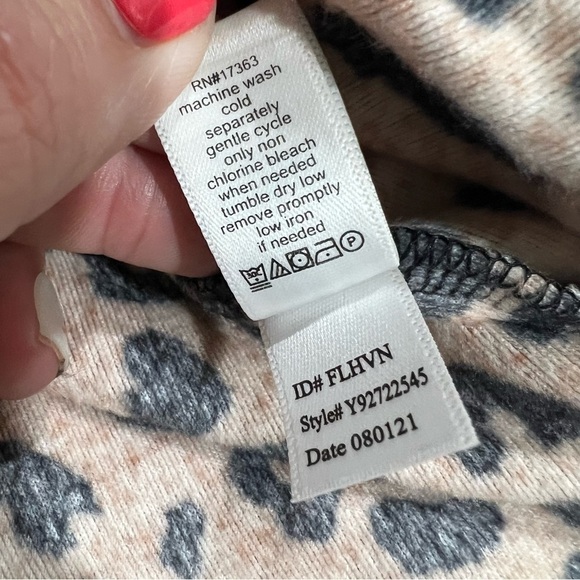 RN#17363
machine wash
cold
separately
gentle cycle
only non
chlorine bleach
when needed
tumble dry low
remove promptly
low iron
if needed
P
ID# FLHVN
Style# Y92722545
Date 080121